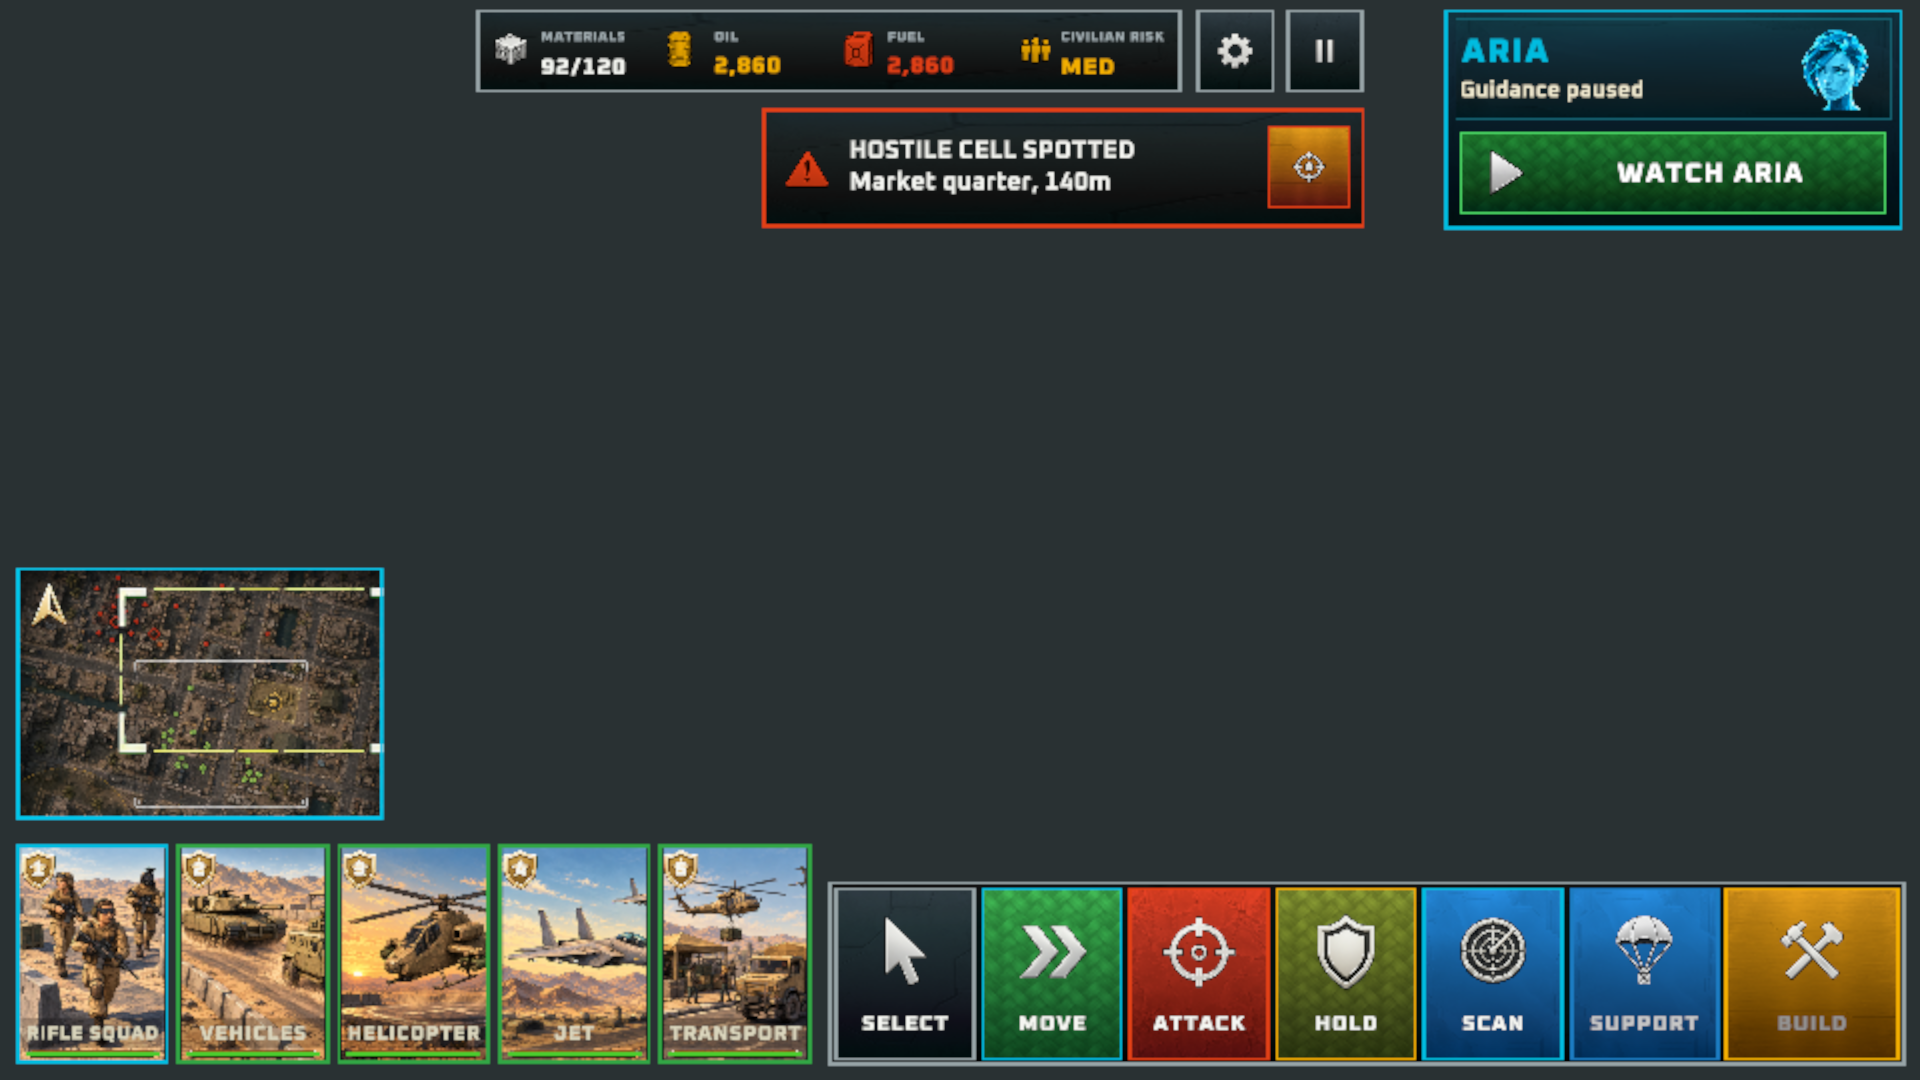 MATERIALS
92/120
OIL
2,860
FUEL
2,860
CIVILIAN RISK
MED
ARIA
Guidance paused
WATCH ARIA
HOSTILE CELL SPOTTED
Market quarter, 140m
RIFLE SQUAD
VEHICLES
HELICOPTER
JET
TRANSPORT
SELECT
MOVE
ATTACK
HOLD
SCAN
SUPPORT
BUILD